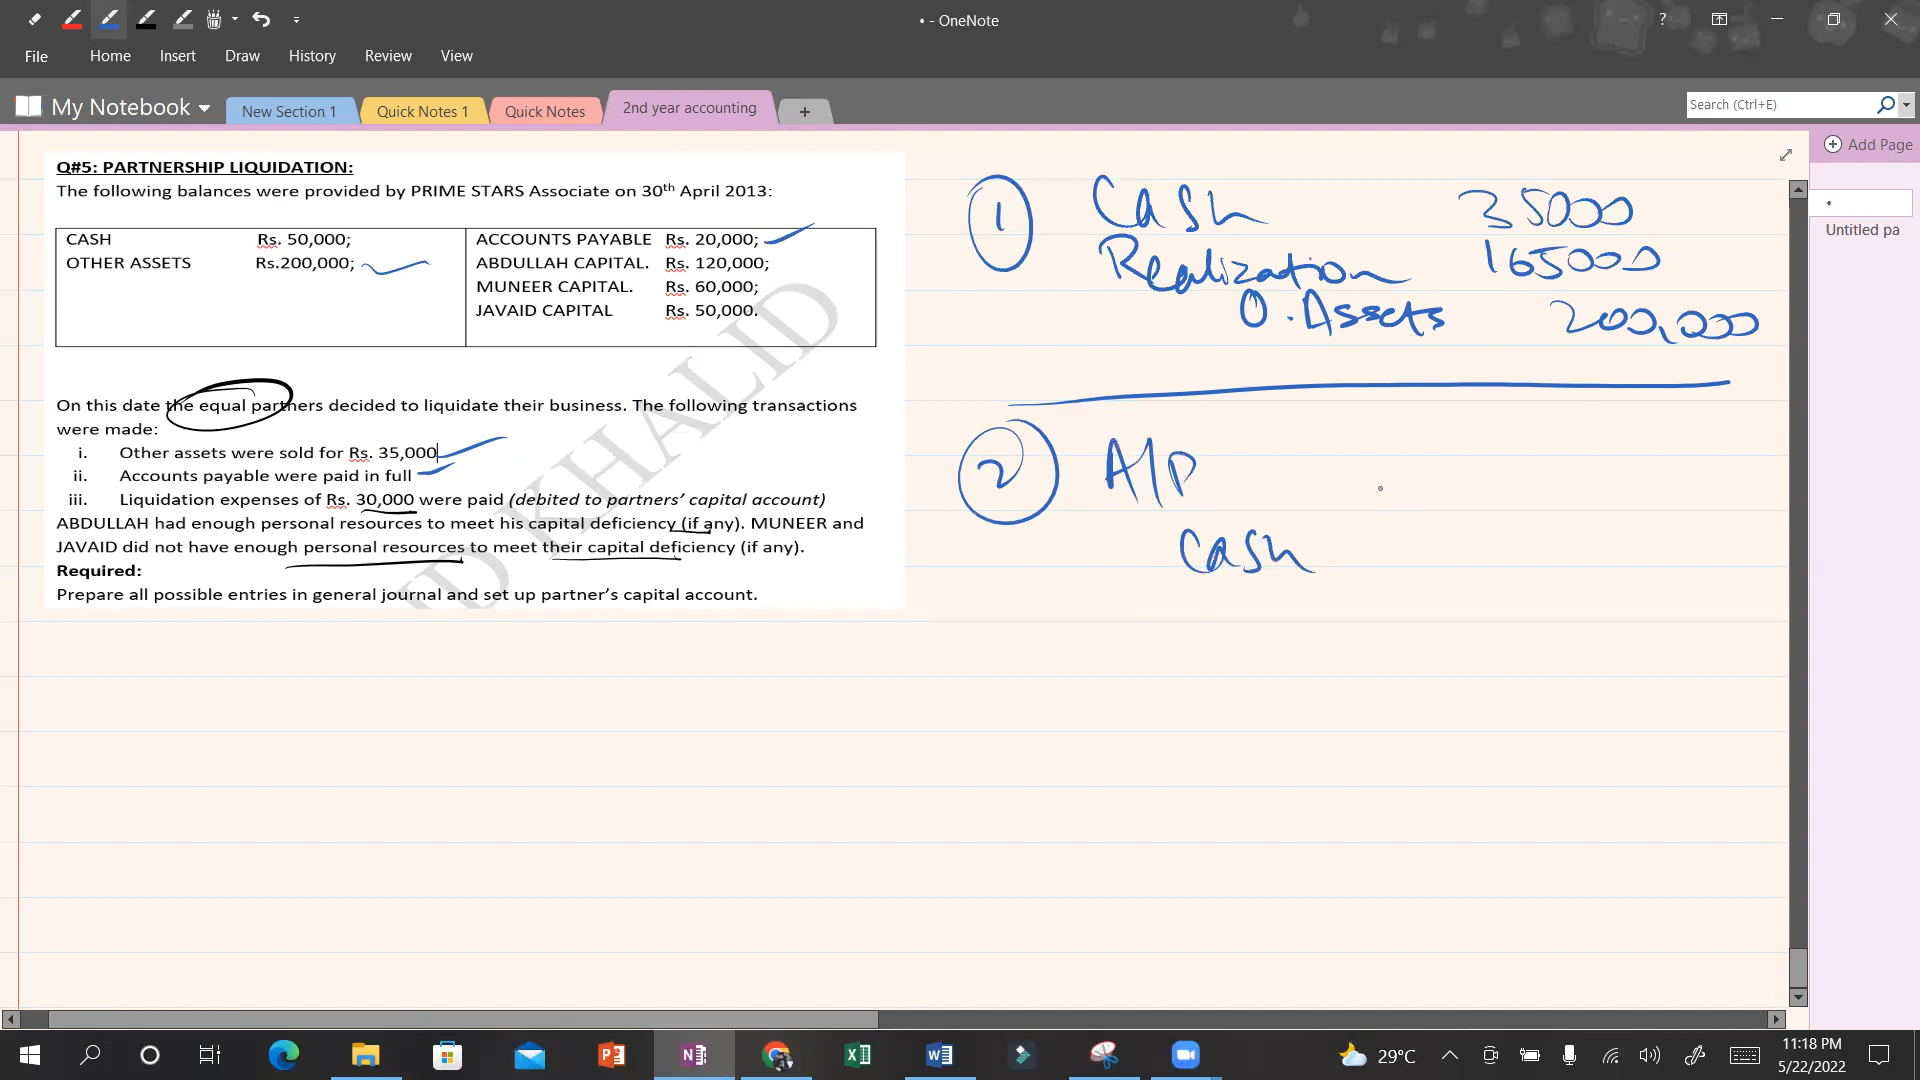 • - OneNote
?
File Home Insert Draw History Review View
My Notebook
New Section 1
Quick Notes 1
Quick Notes
2nd year accounting
+
Search (Ctrl+E)
Add Page
•
Untitled pa
Q#5: PARTNERSHIP LIQUIDATION:
The following balances were provided by PRIME STARS Associate on 30th April 2013:
CASH Rs. 50,000;
OTHER ASSETS Rs.200,000;
ACCOUNTS PAYABLE Rs. 20,000;
ABDULLAH CAPITAL. Rs. 120,000;
MUNEER CAPITAL. Rs. 60,000;
JAVAID CAPITAL Rs. 50,000.
On this date the equal partners decided to liquidate their business. The following transactions
were made:
i. Other assets were sold for Rs. 35,000
ii. Accounts payable were paid in full
iii. Liquidation expenses of Rs. 30,000 were paid (debited to partners’ capital account)
ABDULLAH had enough personal resources to meet his capital deficiency (if any). MUNEER and
JAVAID did not have enough personal resources to meet their capital deficiency (if any).
Required:
Prepare all possible entries in general journal and set up partner’s capital account.
ID KHALID
1 Cash 35000
Realization 165000
O. Assets 200,000
2 A/P
Cash
29°C
11:18 PM
5/22/2022